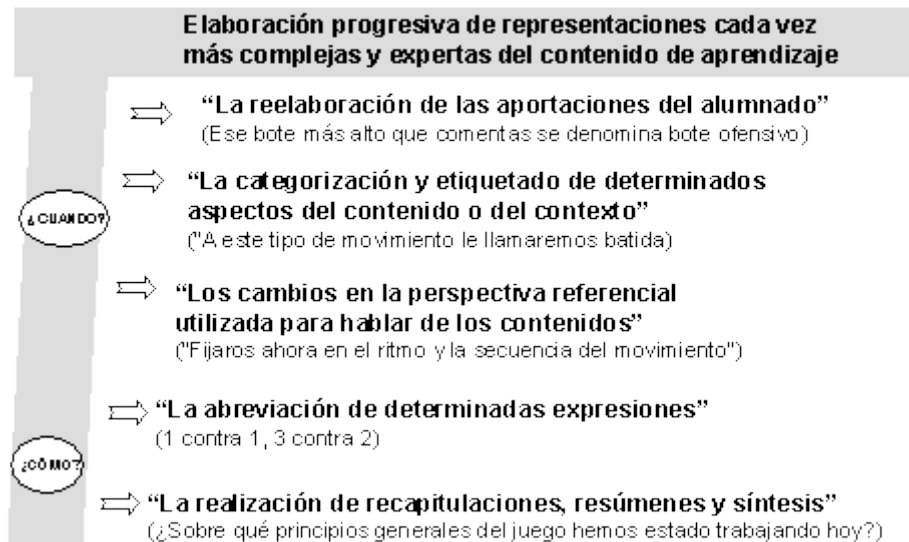 Elaboración progresiva de representaciones cada vez
más complejas y expertas del contenido de aprendizaje
“La reelaboración de las aportaciones del alumnado”
(Ese bote más alto que comentas se denomina bote ofensivo)
“La categorización y etiquetado de determinados
aspectos del contenido o del contexto”
("A este tipo de movimiento le llamaremos batida)
¿CUANDO?
“Los cambios en la perspectiva referencial
utilizada para hablar de los contenidos”
("Fijaros ahora en el ritmo y la secuencia del movimiento")
“La abreviación de determinadas expresiones”
(1 contra 1, 3 contra 2)
¿CÓMO?
“La realización de recapitulaciones, resúmenes y síntesis”
(¿Sobre qué principios generales del juego hemos estado trabajando hoy?)